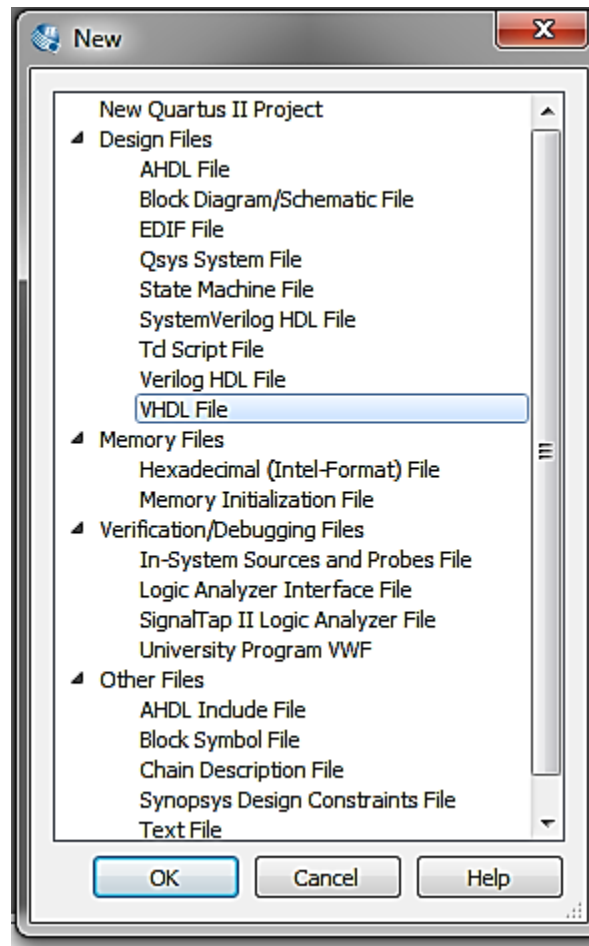 New
New Quartus II Project
Design Files
AHDL File
Block Diagram/Schematic File
EDIF File
Qsys System File
State Machine File
SystemVerilog HDL File
Tcl Script File
Verilog HDL File
VHDL File
Memory Files
Hexadecimal (Intel-Format) File
Memory Initialization File
Verification/Debugging Files
In-System Sources and Probes File
Logic Analyzer Interface File
SignalTap II Logic Analyzer File
University Program VWF
Other Files
AHDL Include File
Block Symbol File
Chain Description File
Synopsys Design Constraints File
Text File
OK Cancel Help